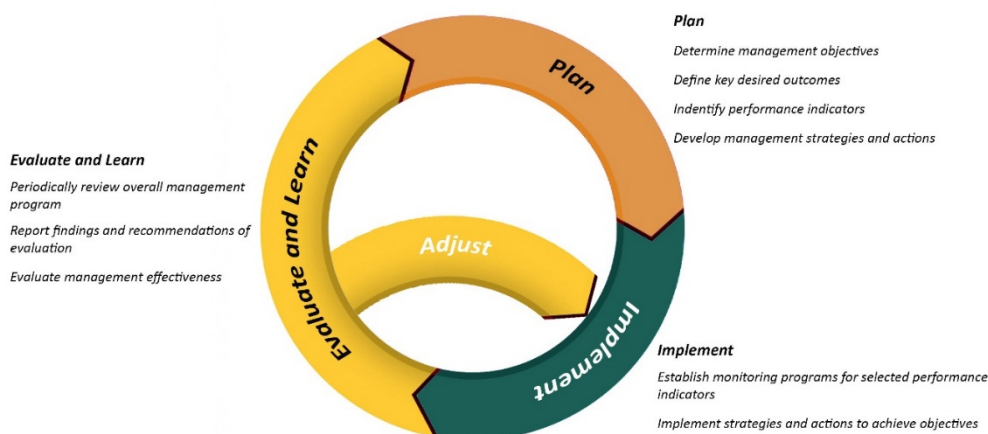 Plan
Determine management objectives
Define key desired outcomes
Indentify performance indicators
Develop management strategies and actions
Plan
Evaluate and Learn
Adjust
Implement
Evaluate and Learn
Periodically review overall management
program
Report findings and recommendations of
evaluation
Evaluate management effectiveness
Implement
Establish monitoring programs for selected performance
indicators
Implement strategies and actions to achieve objectives